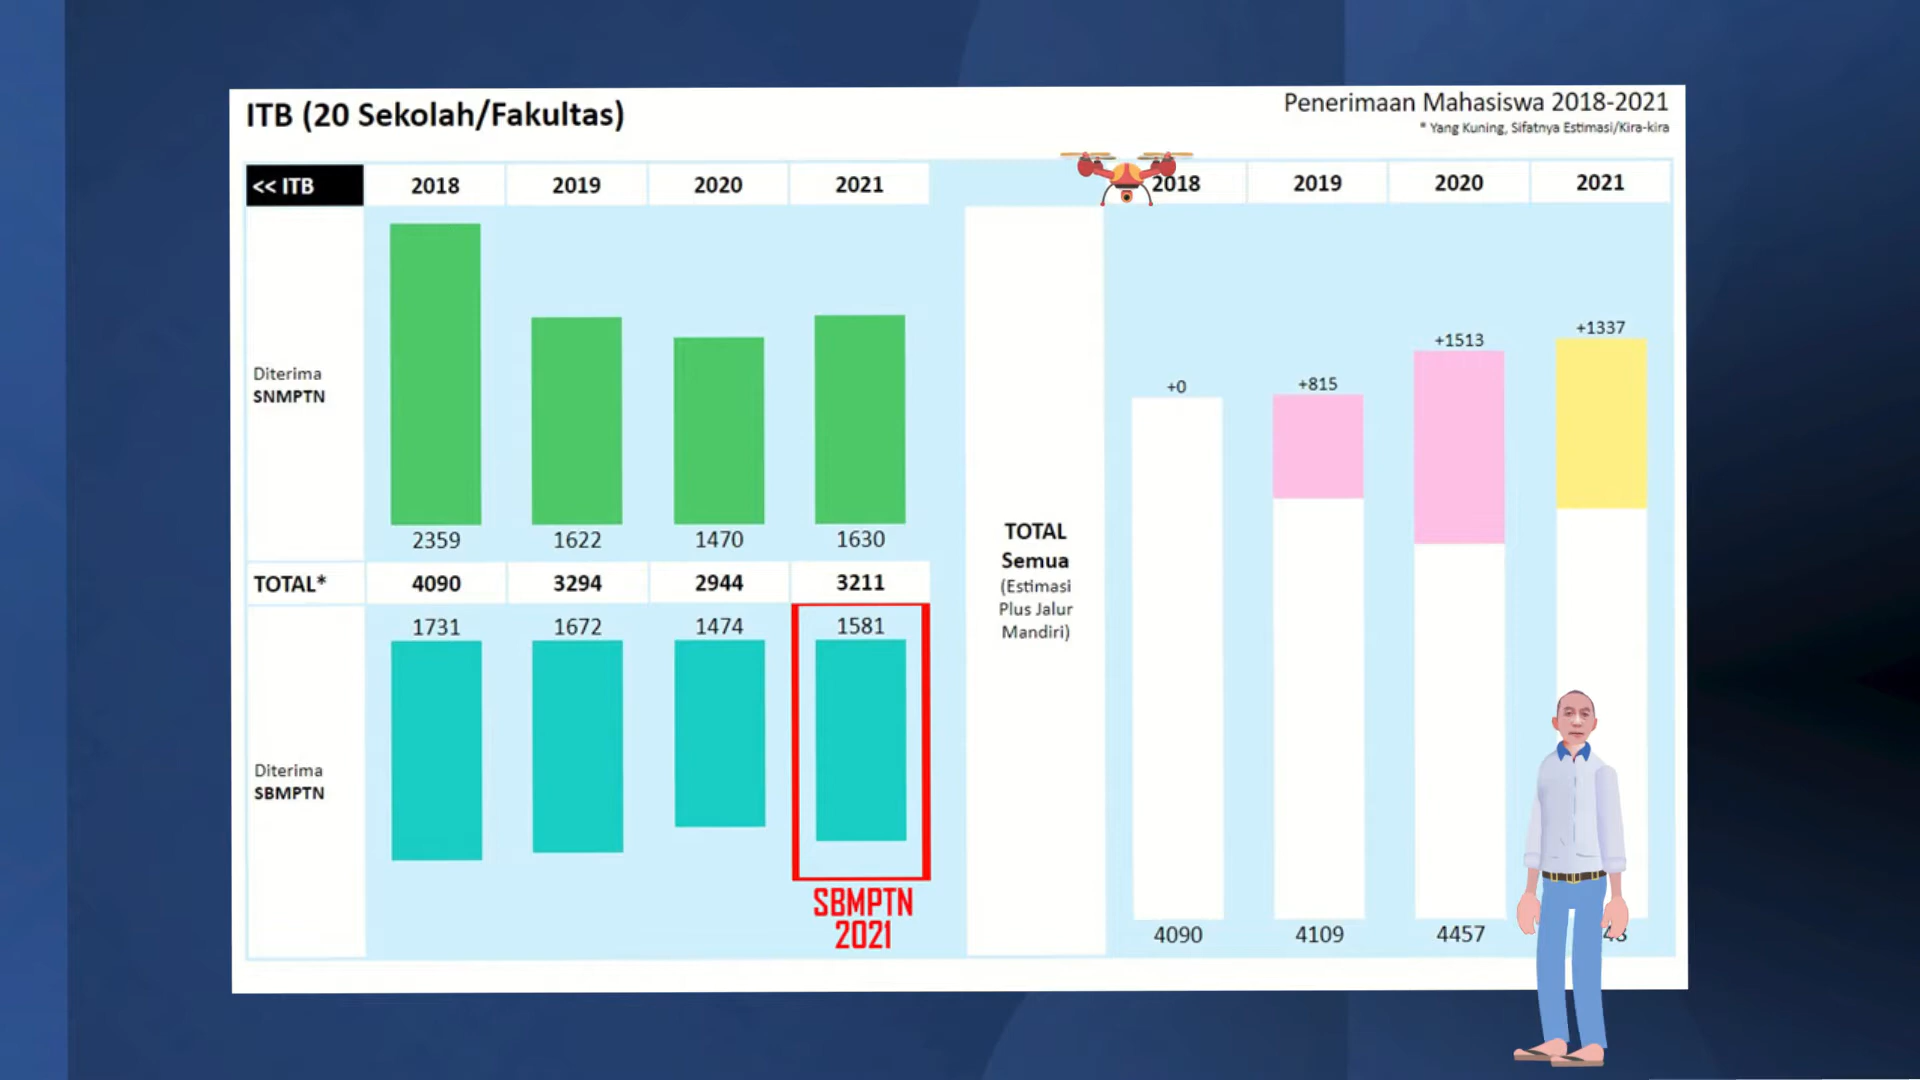 ITB (20 Sekolah/Fakultas)
Penerimaan Mahasiswa 2018-2021
* Yang Kuning, Sifatnya Estimasi/Kira-kira
<< ITB 2018 2019 2020 2021
2018 2019 2020 2021
Diterima
SNMPTN
2359 1622 1470 1630
TOTAL* 4090 3294 2944 3211
1731 1672 1474 1581
Diterima
SBMPTN
SBMPTN
2021
TOTAL
Semua
(Estimasi
Plus Jalur
Mandiri)
+0 +815 +1513 +1337
4090 4109 4457